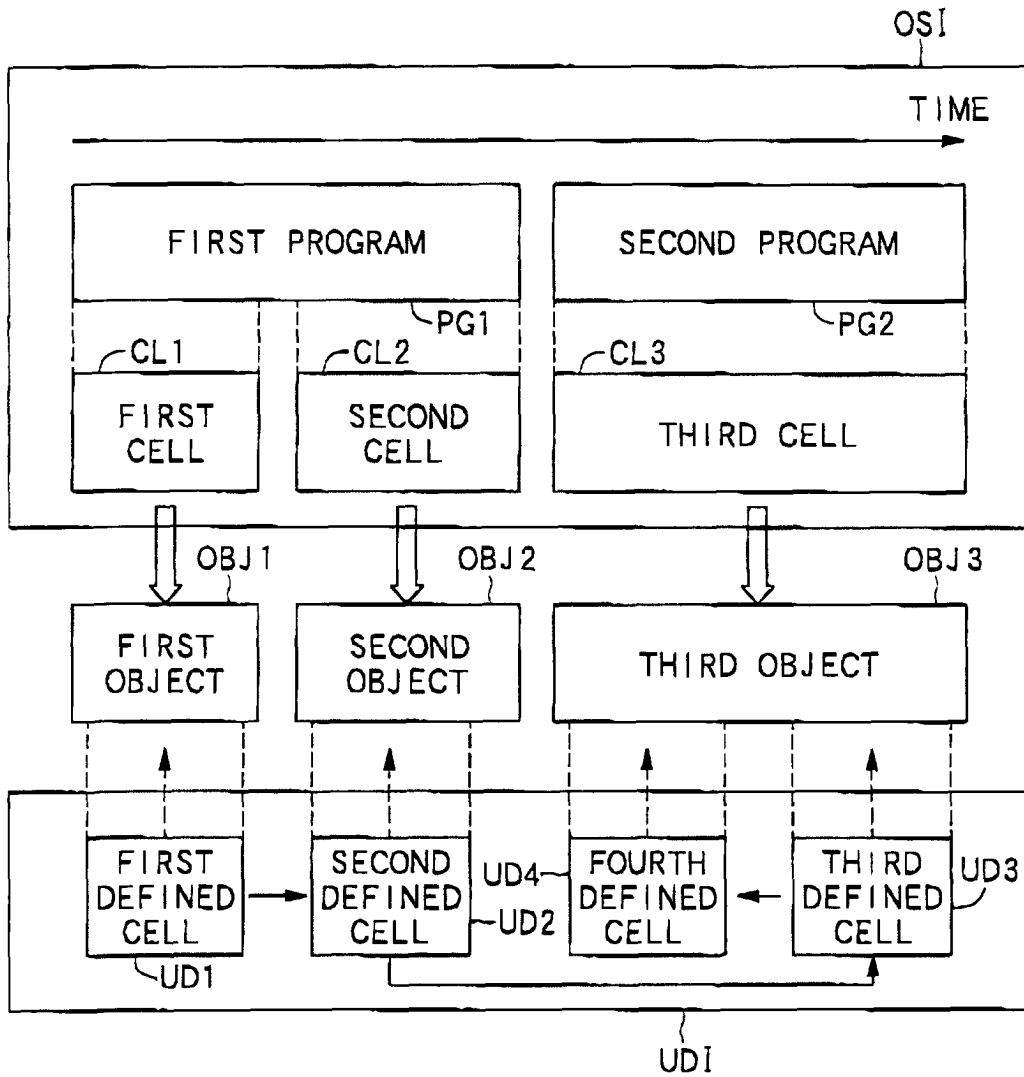 OSI
TIME
FIRST PROGRAM
SECOND PROGRAM
PG1
PG2
CL1
CL2
CL3
FIRST
CELL
SECOND
CELL
THIRD CELL
OBJ1
OBJ2
OBJ3
FIRST
OBJECT
SECOND
OBJECT
THIRD OBJECT
FIRST
DEFINED
CELL
UD1
SECOND
DEFINED
CELL
UD2
UD4
FOURTH
DEFINED
CELL
THIRD
DEFINED
CELL
UD3
UDI